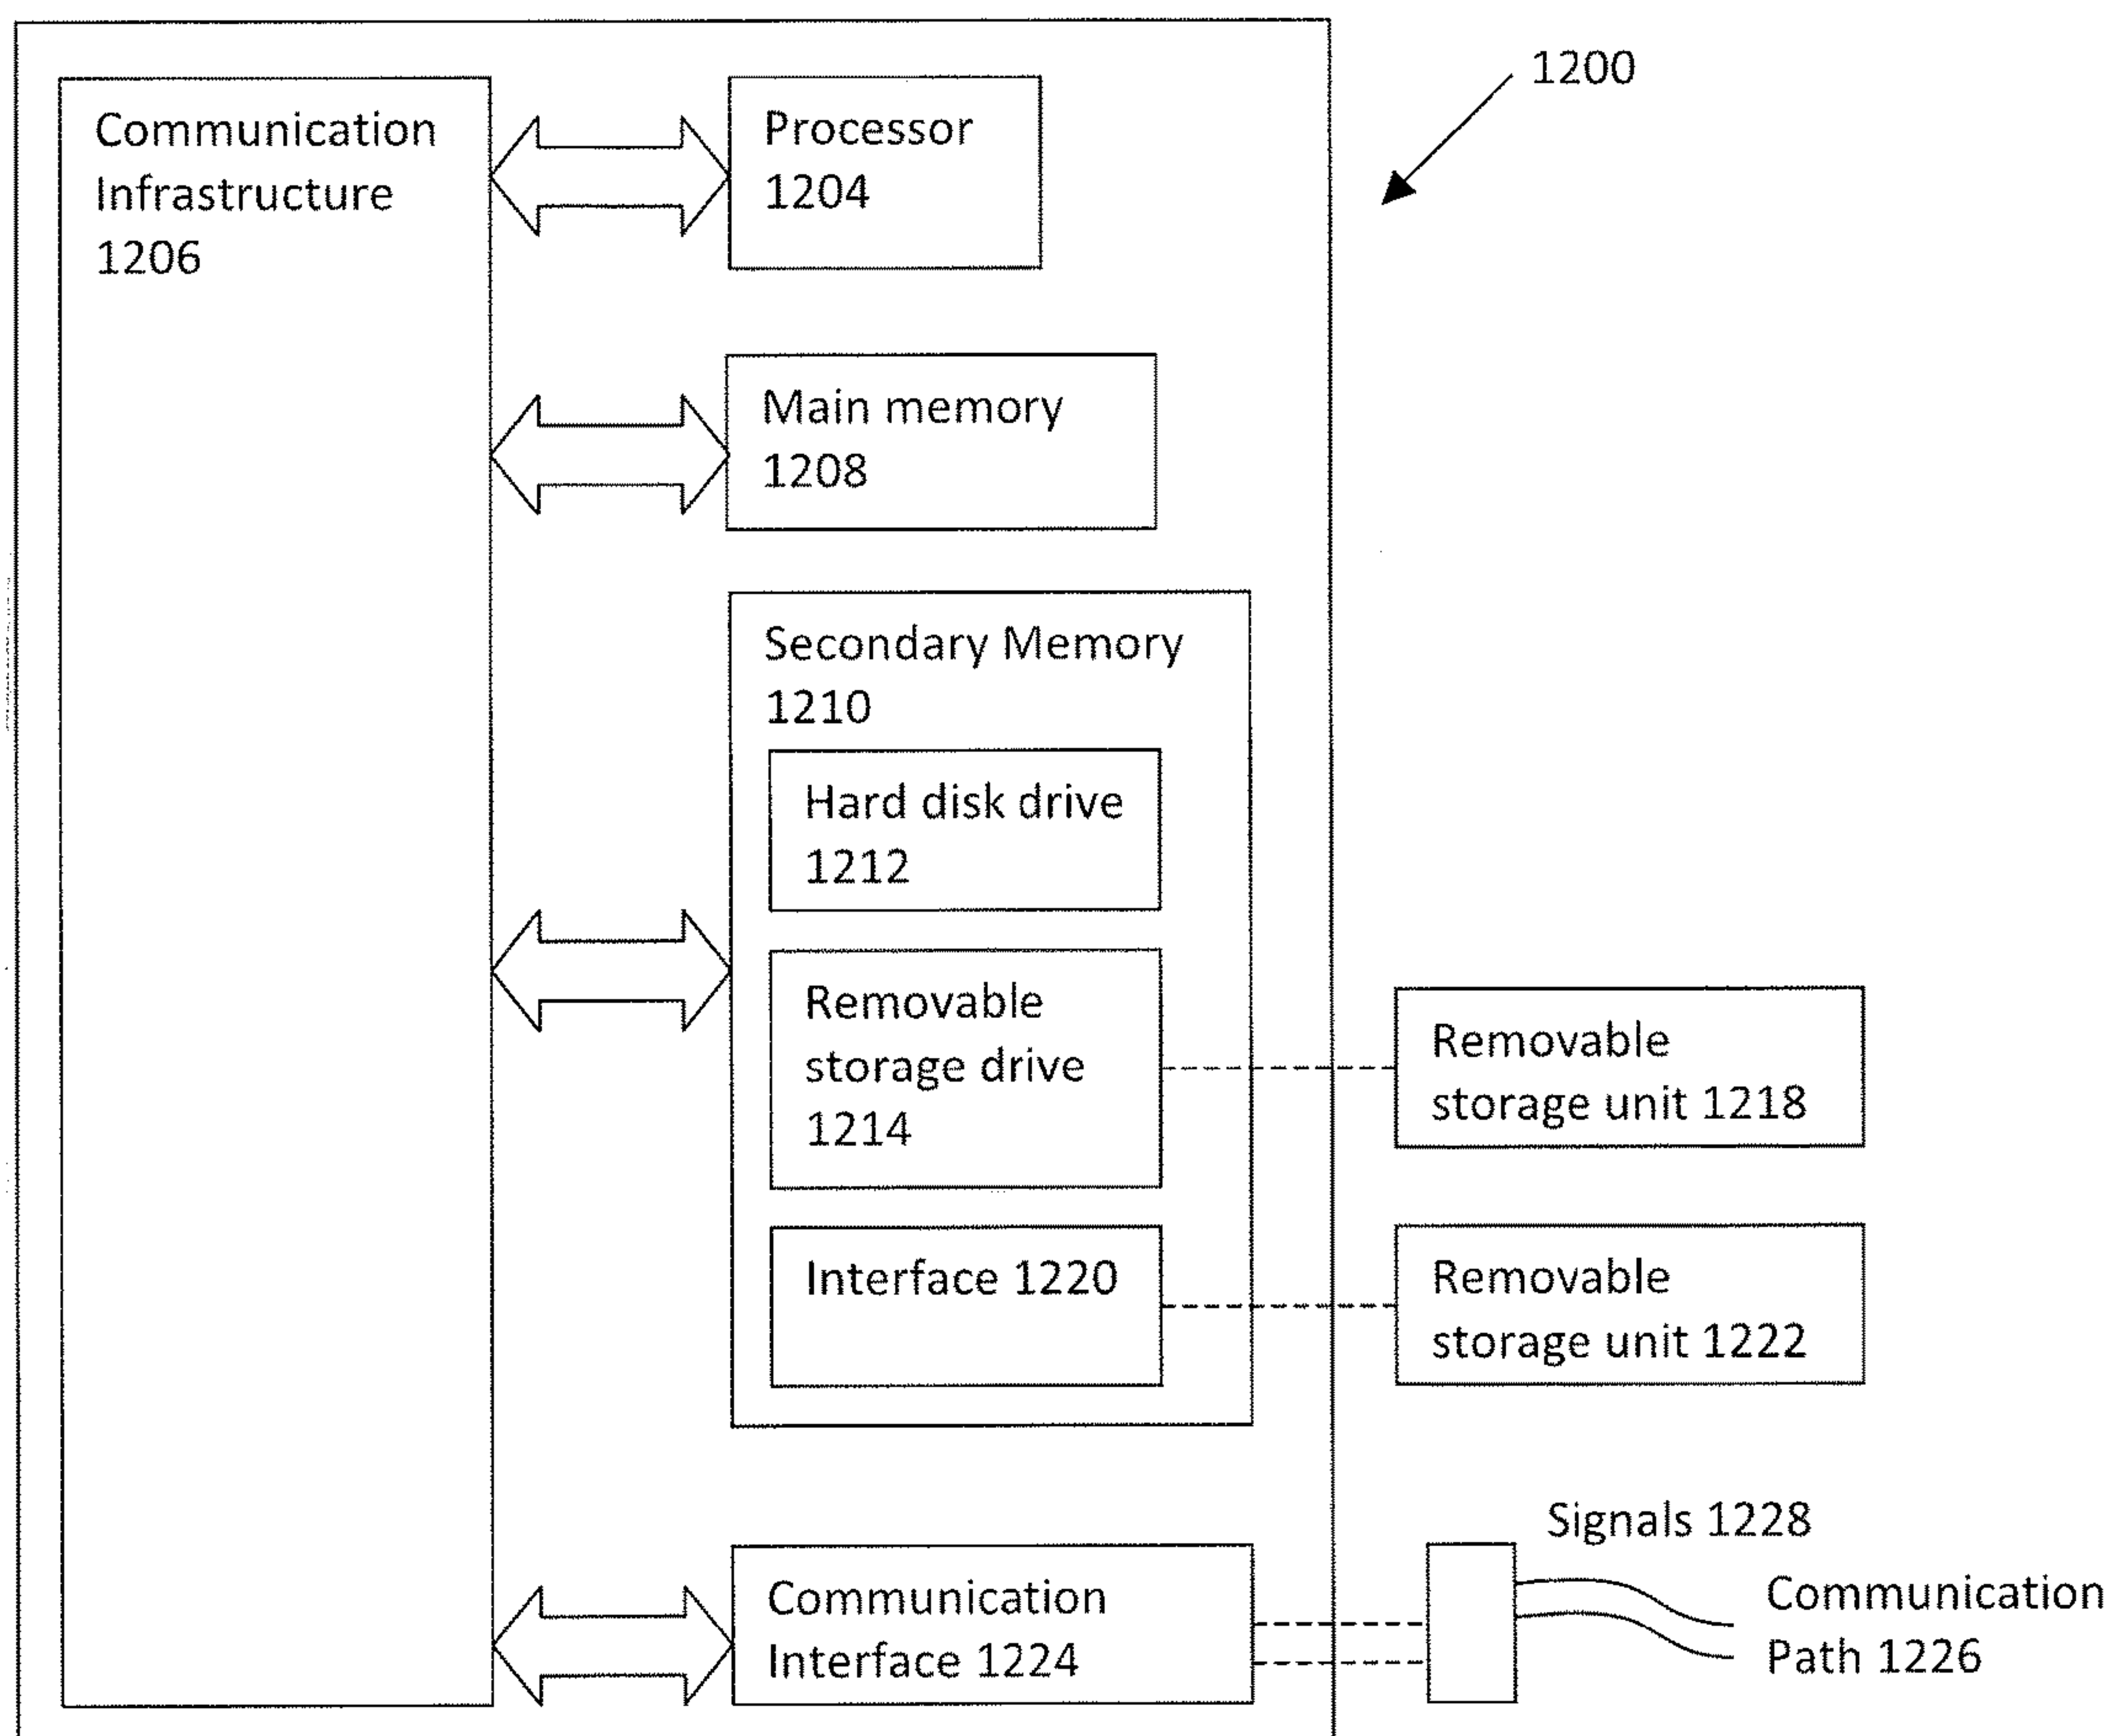 1200
Communication
Infrastructure
1206
Processor
1204
Main memory
1208
Secondary Memory
1210
Hard disk drive
1212
Removable
storage drive
1214
Interface 1220
Removable
storage unit 1218
Removable
storage unit 1222
Communication
Interface 1224
Signals 1228
Communication
Path 1226